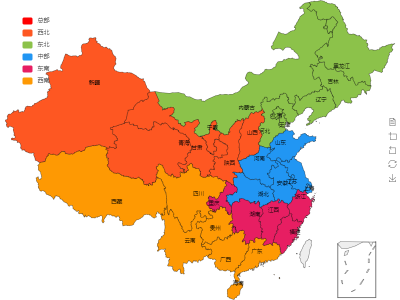 总部
西北
东北
中部
东南
西南
黑龙江
吉林
辽宁
内蒙古
新疆
北京
天津
河北
宁夏
山西
山东
青海
甘肃
陕西
河南
江苏
安徽
上海
西藏
四川
重庆
湖北
浙江
湖南
江西
贵州
福建
云南
广西
广东
海南